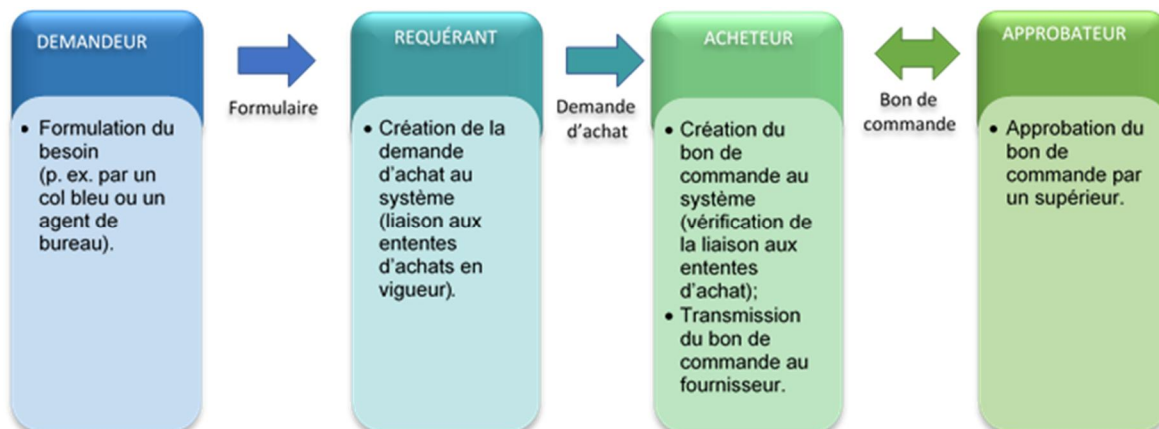 DEMANDEUR
• Formulation du
besoin
(p. ex. par un
col bleu ou un
agent de
bureau).
Formulaire
REQUÉRANT
• Création de la
demande
d'achat au
système
(liaison aux
ententes
d'achats en
vigueur).
Demande
d'achat
ACHETEUR
• Création du
bon de
commande au
système
(vérification de
la liaison aux
ententes
d'achat);
• Transmission
du bon de
commande au
fournisseur.
Bon de
commande
APPROBATEUR
• Approbation du
bon de
commande par
un supérieur.